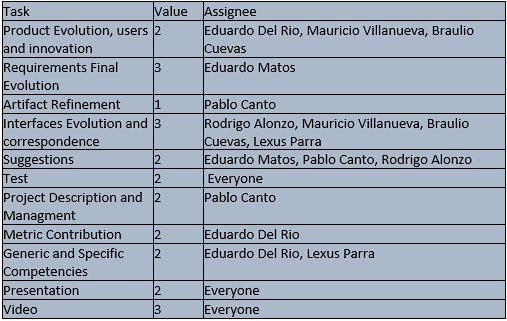 Task Value Assignee
Product Evolution, users 2 Eduardo Del Rio, Mauricio Villanueva, Braulio
and innovation Cuevas
Requirements Final 3 Eduardo Matos
Evolution
Artifact Refinement 1 Pablo Canto
Interfaces Evolution and 3 Rodrigo Alonzo, Mauricio Villanueva, Braulio
correspondence Cuevas, Lexus Parra
Suggestions 2 Eduardo Matos, Pablo Canto, Rodrigo Alonzo
Test 2 Everyone
Project Description and 2 Pablo Canto
Managment
Metric Contribution 2 Eduardo Del Rio
Generic and Specific 2 Eduardo Del Rio, Lexus Parra
Competencies
Presentation 2 Everyone
Video 3 Everyone